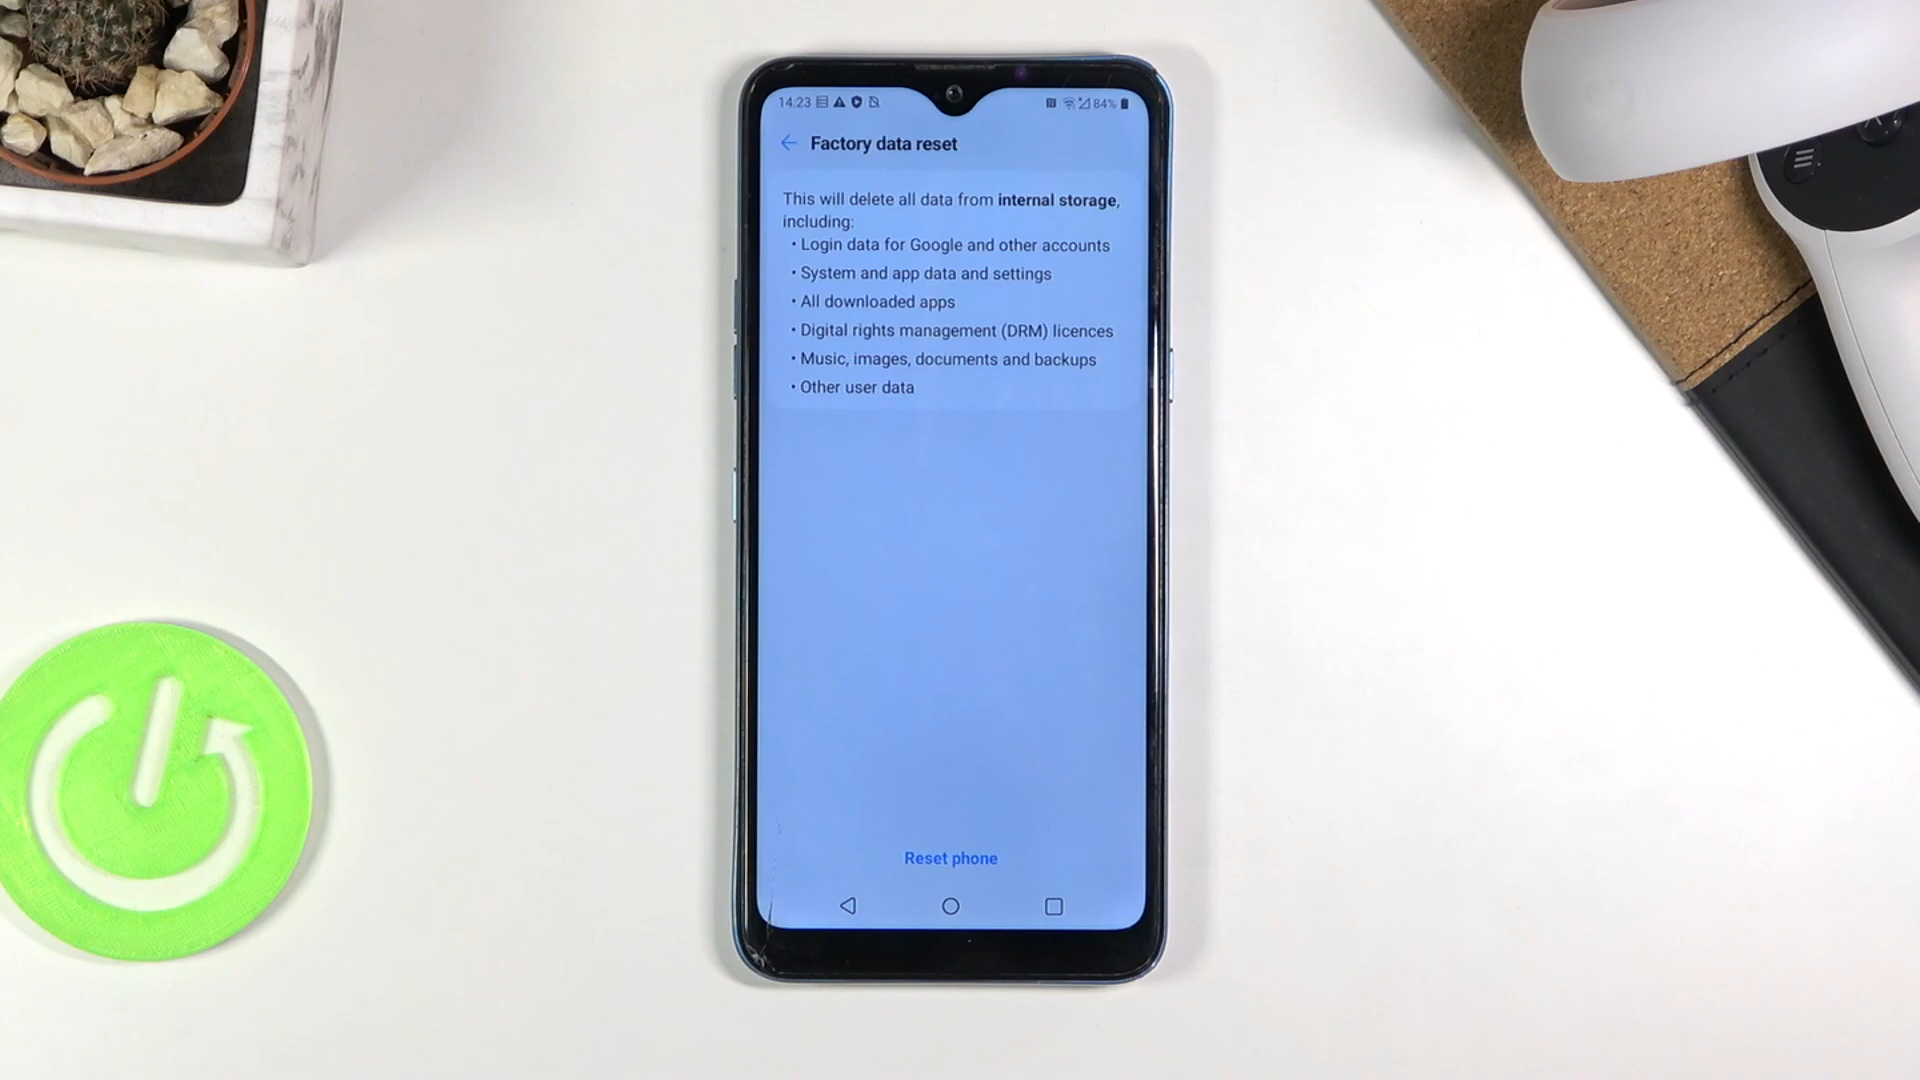 14:23 84%
Factory data reset
This will delete all data from internal storage,
including:
• Login data for Google and other accounts
• System and app data and settings
• All downloaded apps
• Digital rights management (DRM) licences
• Music, images, documents and backups
• Other user data
Reset phone